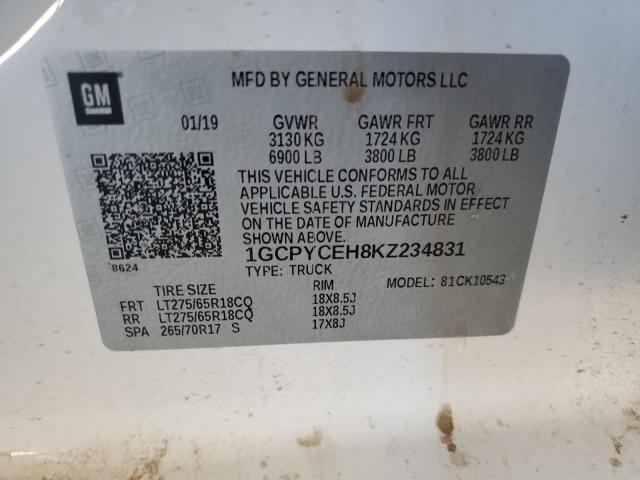 GM
MFD BY GENERAL MOTORS LLC
01/19 GVWR GAWR FRT GAWR RR
3130 KG 1724 KG 1724 KG
6900 LB 3800 LB 3800 LB
THIS VEHICLE CONFORMS TO ALL
APPLICABLE U.S. FEDERAL MOTOR
VEHICLE SAFETY STANDARDS IN EFFECT
ON THE DATE OF MANUFACTURE
SHOWN ABOVE.
1GCPYCEH8KZ234831
8624
TYPE: TRUCK MODEL: 81CK10543
TIRE SIZE RIM
FRT LT275/65R18CQ 18X8.5J
RR LT275/65R18CQ 18X8.5J
SPA 265/70R17 S 17X8J